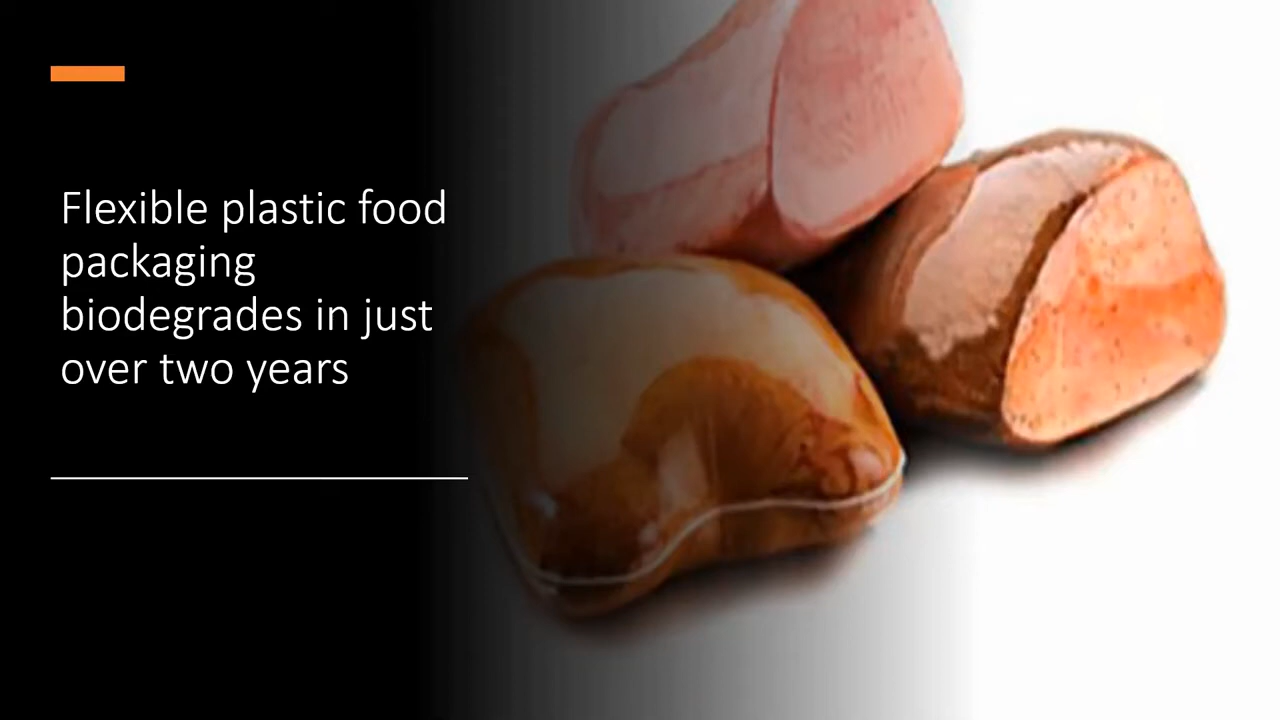 Flexible plastic food
packaging
biodegrades in just
over two years